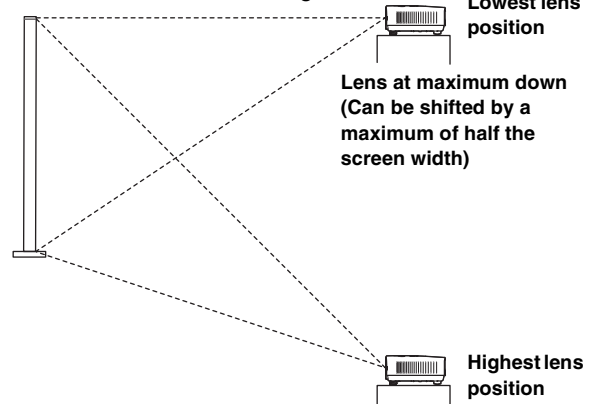 Lowest lens
position
Lens at maximum down
(Can be shifted by a
maximum of half the
screen width)
Highest lens
position